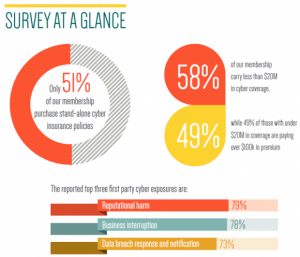 SURVEY AT A GLANCE
Only 51%
of our membership
purchase stand-alone cyber
insurance policies
58%
of our membership
carry less than $20M
in cyber coverage.
49%
while 49% of those with under
$20M in coverage are paying
over $100k in premium
The reported top three first party cyber exposures are:
Reputational harm 79%
Business interruption 78%
Data breach response and notification 73%